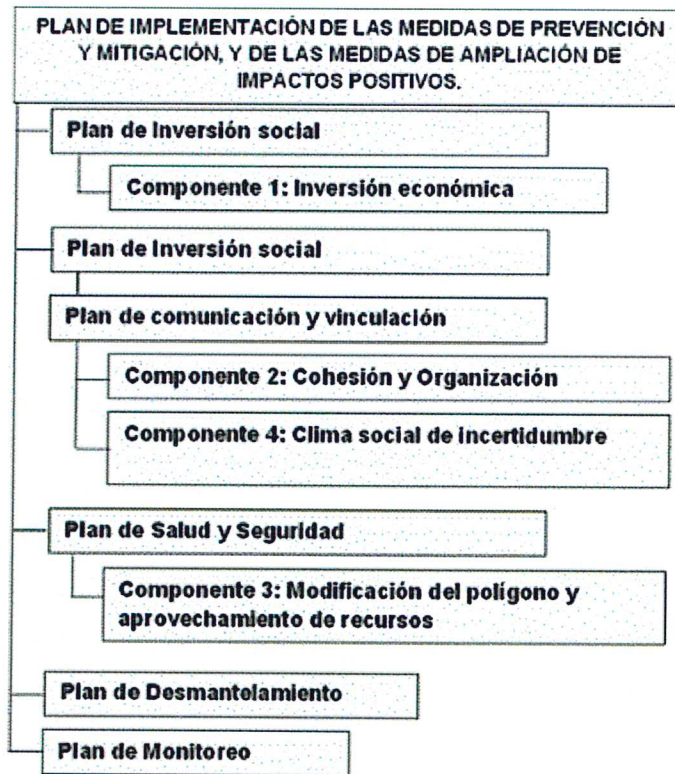 PLAN DE IMPLEMENTACIÓN DE LAS MEDIDAS DE PREVENCIÓN
Y MITIGACIÓN, Y DE LAS MEDIDAS DE AMPLIACIÓN DE
IMPACTOS POSITIVOS.
Plan de Inversión social
Componente 1: Inversión económica
Plan de Inversión social
Plan de comunicación y vinculación
Componente 2: Cohesión y Organización
Componente 4: Clima social de incertidumbre
Plan de Salud y Seguridad
Componente 3: Modificación del polígono y
aprovechamiento de recursos
Plan de Desmantelamiento
Plan de Monitoreo